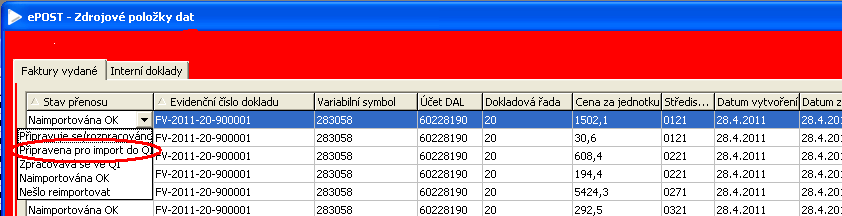 ePOST - Zdrojové položky dat
Faktury vydané Interní doklady
Stav přenosu Evidenční číslo dokladu Variabilní symbol Účet DAL Dokladová řada Cena za jednotku Středis... Datum vytvoření Datum z
Naimportována OK FV-2011-20-900001 283058 60228190 20 1502,1 0121 28.4.2011 28.4.201
Připravuje se(rozpracováno FV-2011-20-900001 283058 60228190 20 30,6 0121 28.4.2011 28.4.201
Připravena pro import do QI FV-2011-20-900001 283058 60228190 20 608,4 0221 28.4.2011 28.4.201
Zpracovává se ve QI FV-2011-20-900001 283058 60228190 20 194,4 0221 28.4.2011 28.4.201
Naimportována OK
Nešlo reimportovat FV-2011-20-900001 283058 60228190 20 5424,3 0271 28.4.2011 28.4.201
Naimportována OK FV-2011-20-900001 283058 60228190 20 292,5 0321 28.4.2011 28.4.201